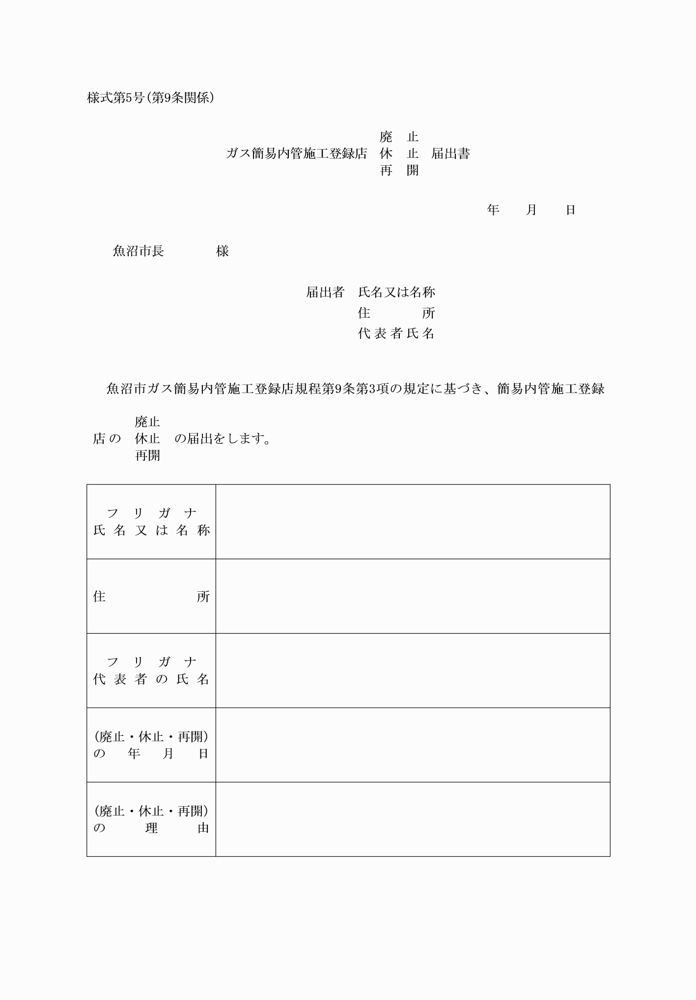 様式第5号(第9条関係)
廃　止
ガス簡易内管施工登録店　休　止　届出書
再　開
年　　月　　日
魚沼市長　　　　様
届出者　氏名又は名称
住　　　　所
代表者氏名
魚沼市ガス簡易内管施工登録店規程第9条第3項の規定に基づき、簡易内管施工登録
廃止
店の　休止　の届出をします。
再開
フリガナ
氏名又は名称
住　　　　所
フリガナ
代表者の氏名
(廃止・休止・再開)
の年月日
(廃止・休止・再開)
の理由